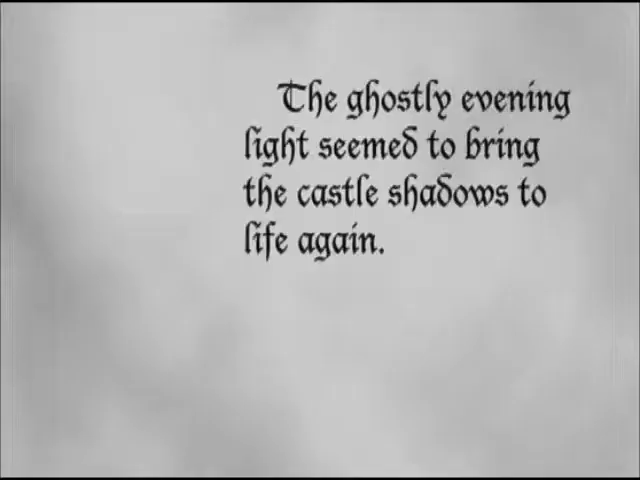 The ghostly evening
light seemed to bring
the castle shadows to
life again.